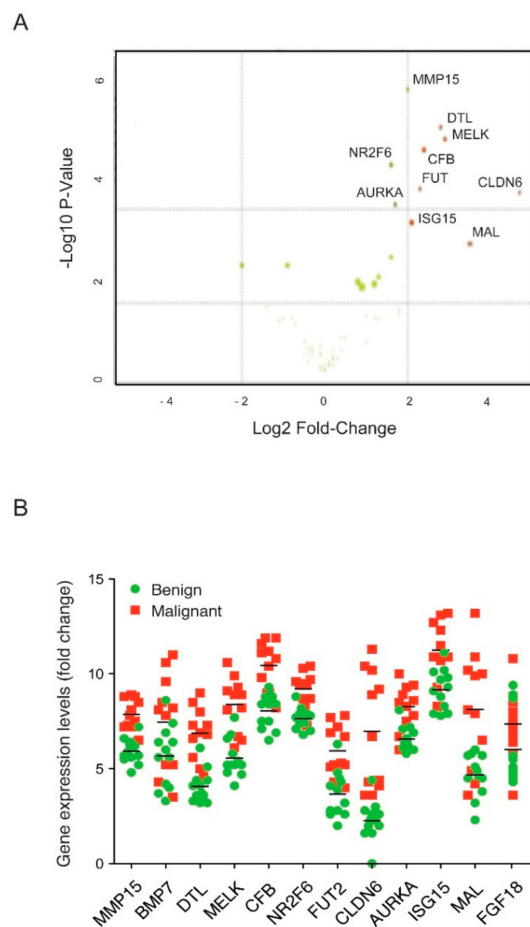 A
6
4
2
0
-Log10 P-Value
MMP15
DTL
MELK
NR2F6
CFB
FUT
CLDN6
AURKA
ISG15
MAL
- 4
- 2
0
2
4
Log2 Fold-Change
B
Gene expression levels (fold change)
15
10
5
0
Benign
Malignant
MMP15
BMP7
DTL
MELK
CFB
NR2F6
FUT2
CLDN6
AURKA
ISG15
MAL
FGF18